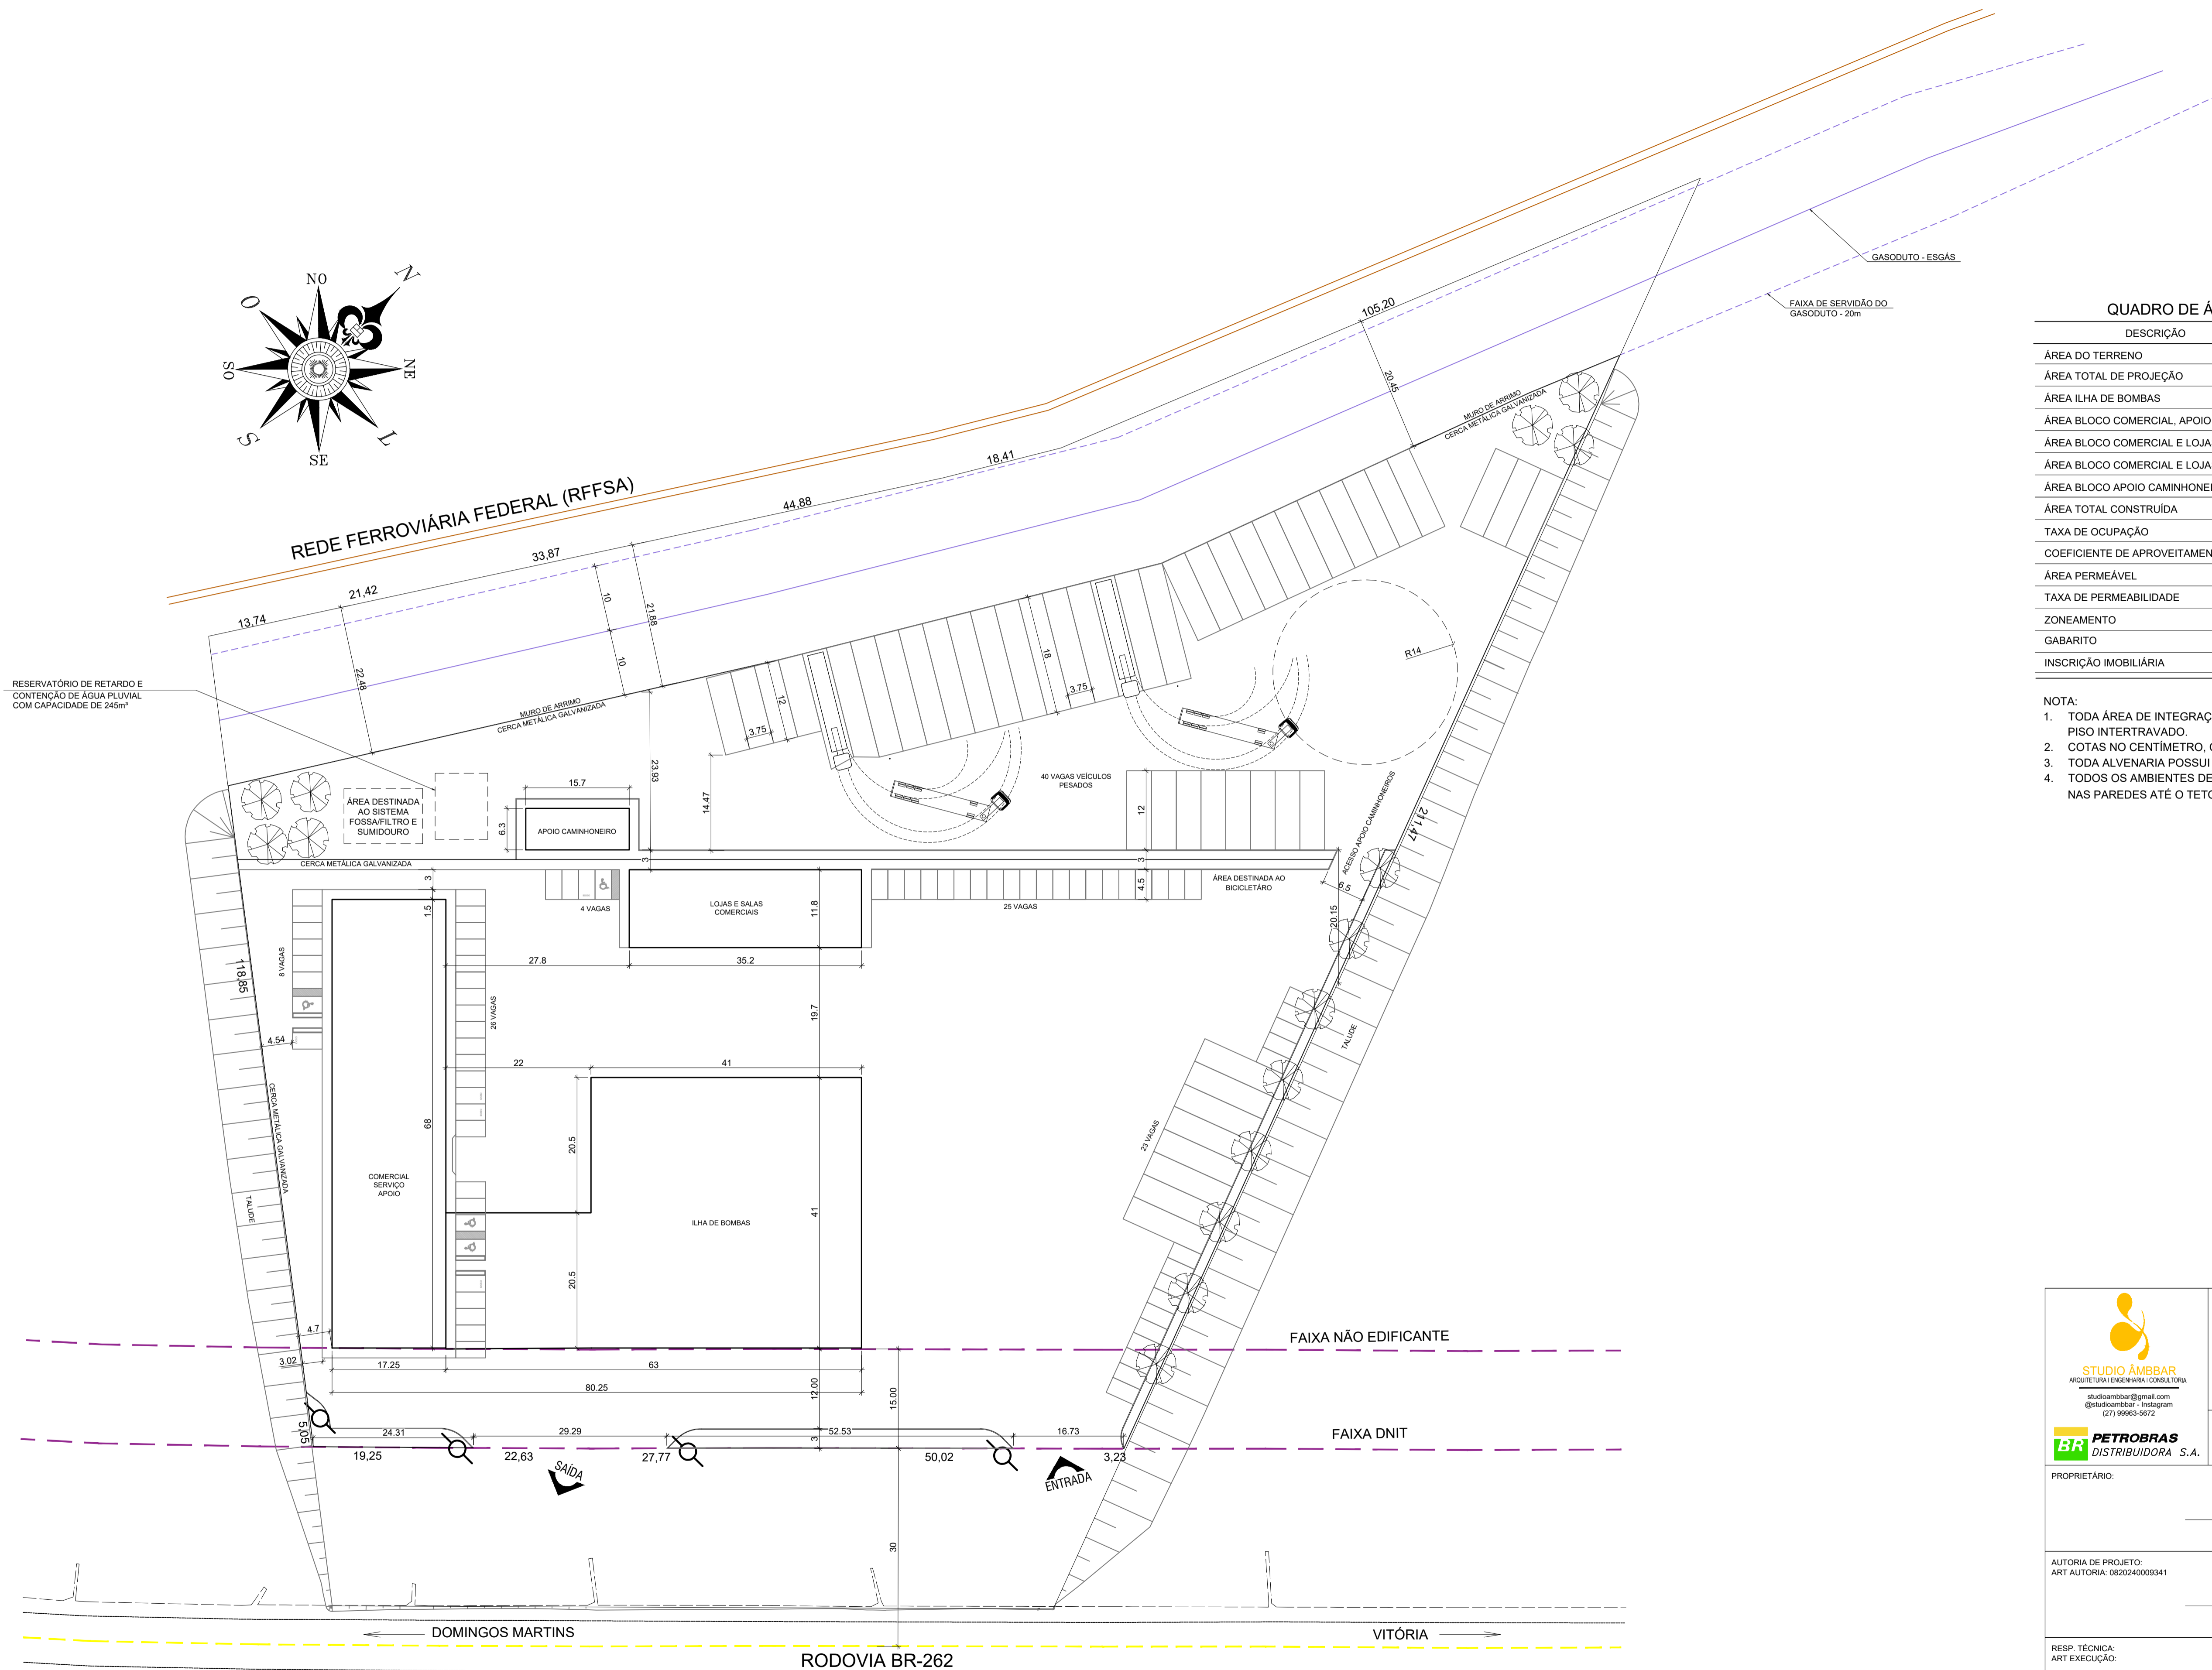 NO
N
NE
L
SE
S
SO
O
REDE FERROVIÁRIA FEDERAL (RFFSA)
13,74
21,42
33,87
44,88
18,41
105,20
22.48
10
10
21.88
20.45
GASODUTO - ESGÁS
FAIXA DE SERVIDÃO DO
GASODUTO - 20m
MURO DE ARRIMO
CERCA METÁLICA GALVANIZADA
MURO DE ARRIMO
CERCA METÁLICA GALVANIZADA
RESERVATÓRIO DE RETARDO E
CONTENÇÃO DE ÁGUA PLUVIAL
COM CAPACIDADE DE 245m³
ÁREA DESTINADA
AO SISTEMA
FOSSA/FILTRO E
SUMIDOURO
15.7
6.3
APOIO CAMINHONEIRO
23.93
14.47
3.75
12
18
3.75
R14
40 VAGAS VEÍCULOS
PESADOS
12
ACESSO APOIO CAMINHONEIROS
211,47
CERCA METÁLICA GALVANIZADA
3
3
3
1.5
4.5
6.5
20.15
4 VAGAS
LOJAS E SALAS
COMERCIAIS
11.8
25 VAGAS
ÁREA DESTINADA AO
BICICLETÁRO
8 VAGAS
118,85
4.54
26 VAGAS
27.8
35.2
19.7
22
41
20.5
68
41
20.5
CERCA METÁLICA GALVANIZADA
TALUDE
TALUDE
23 VAGAS
COMERCIAL
SERVIÇO
APOIO
ILHA DE BOMBAS
4.7
3.02
17.25
63
80.25
12.00
15.00
FAIXA NÃO EDIFICANTE
5,05
24.31
29.29
52.53
3
16.73
FAIXA DNIT
19,25
22,63
27,77
50,02
3,23
SAÍDA
ENTRADA
30
DOMINGOS MARTINS
VITÓRIA
RODOVIA BR-262
QUADRO DE Á
DESCRIÇÃO
ÁREA DO TERRENO
ÁREA TOTAL DE PROJEÇÃO
ÁREA ILHA DE BOMBAS
ÁREA BLOCO COMERCIAL, APOIO
ÁREA BLOCO COMERCIAL E LOJA
ÁREA BLOCO COMERCIAL E LOJA
ÁREA BLOCO APOIO CAMINHONEI
ÁREA TOTAL CONSTRUÍDA
TAXA DE OCUPAÇÃO
COEFICIENTE DE APROVEITAMEN
ÁREA PERMEÁVEL
TAXA DE PERMEABILIDADE
ZONEAMENTO
GABARITO
INSCRIÇÃO IMOBILIÁRIA
NOTA:
1. TODA ÁREA DE INTEGRAÇ
PISO INTERTRAVADO.
2. COTAS NO CENTÍMETRO,
3. TODA ALVENARIA POSSUI
4. TODOS OS AMBIENTES DE
NAS PAREDES ATÉ O TETO
STUDIO ÂMBBAR
ARQUITETURA I ENGENHARIA I CONSULTORIA
studioambbar@gmail.com
@studioambbar - Instagram
(27) 99963-5672
BR PETROBRAS
DISTRIBUIDORA S.A.
PROPRIETÁRIO:
AUTORIA DE PROJETO:
ART AUTORIA: 0820240009341
RESP. TÉCNICA:
ART EXECUÇÃO: